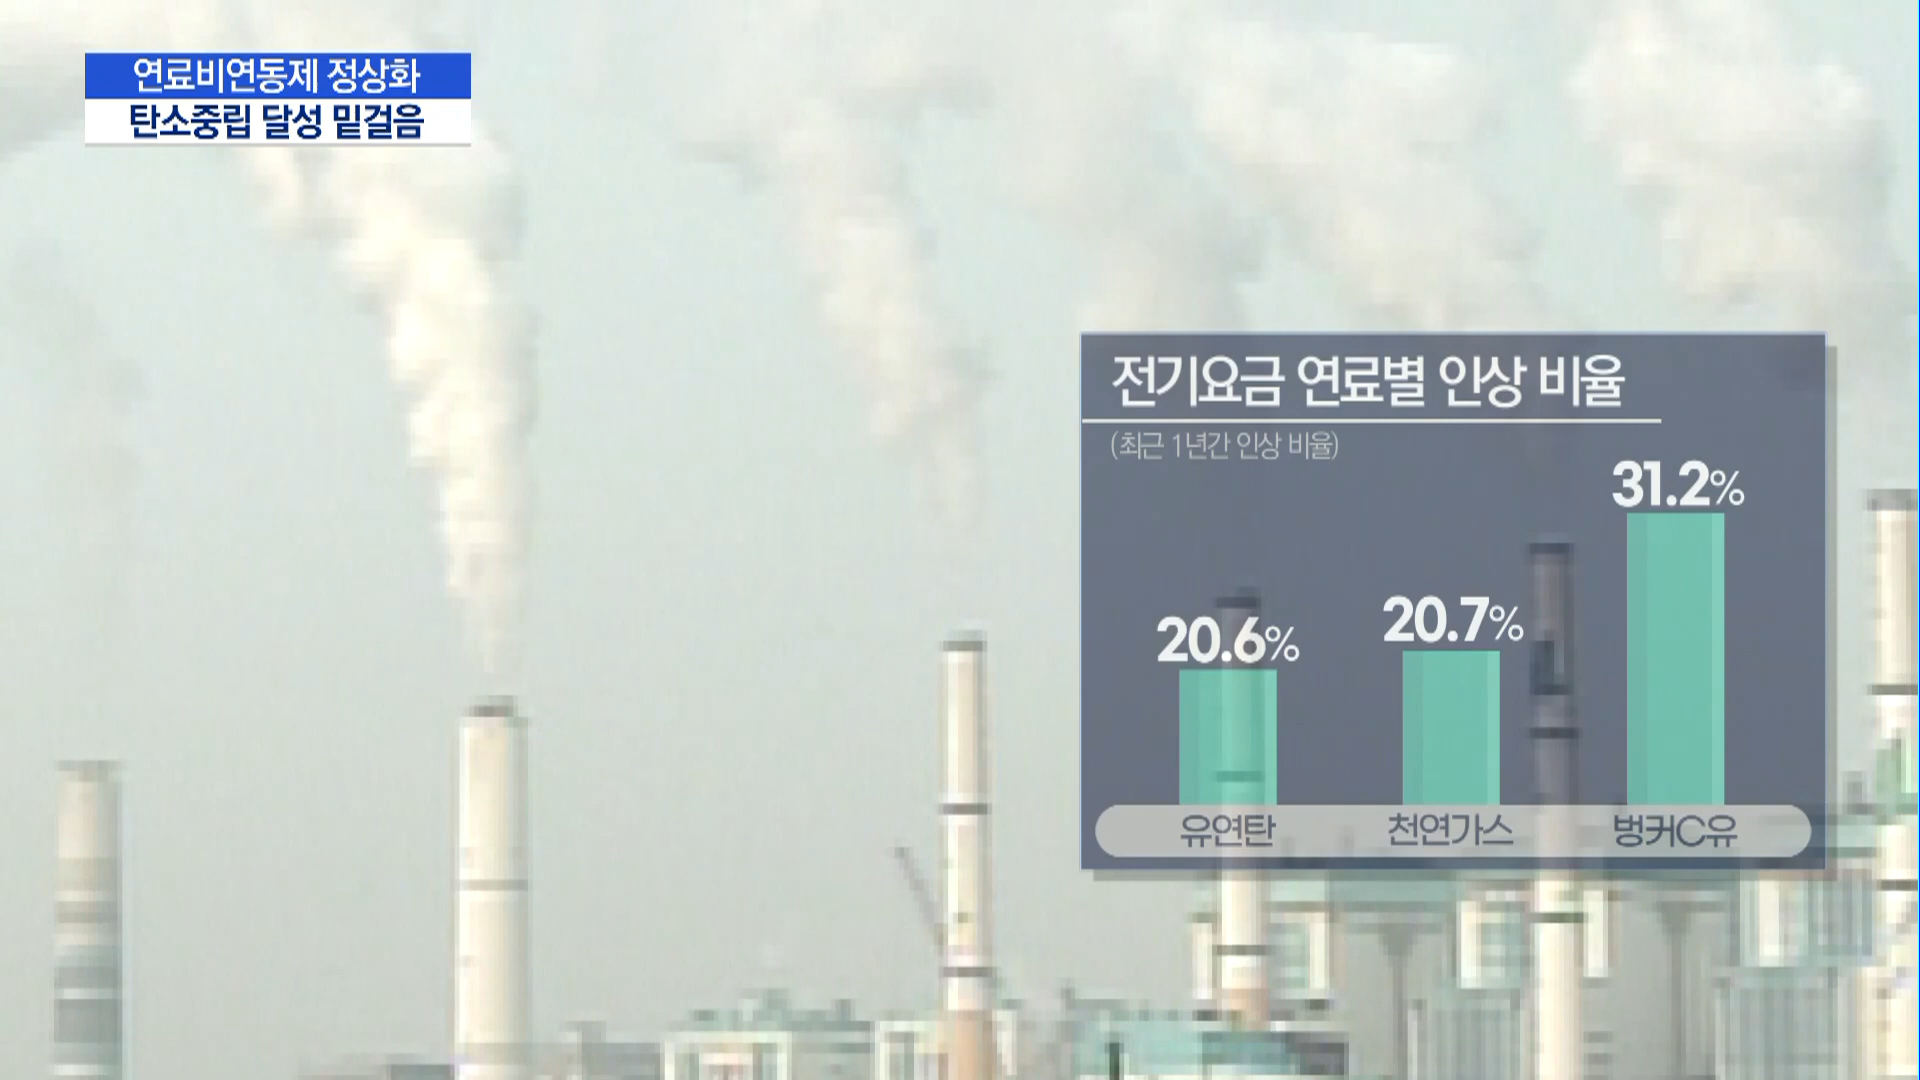 연료비연동제 정상화
탄소중립 달성 밑걸음
전기요금 연료별 인상 비율
(최근 1년간 인상 비율)
20.6% 20.7% 31.2%
유연탄 천연가스 벙커C유